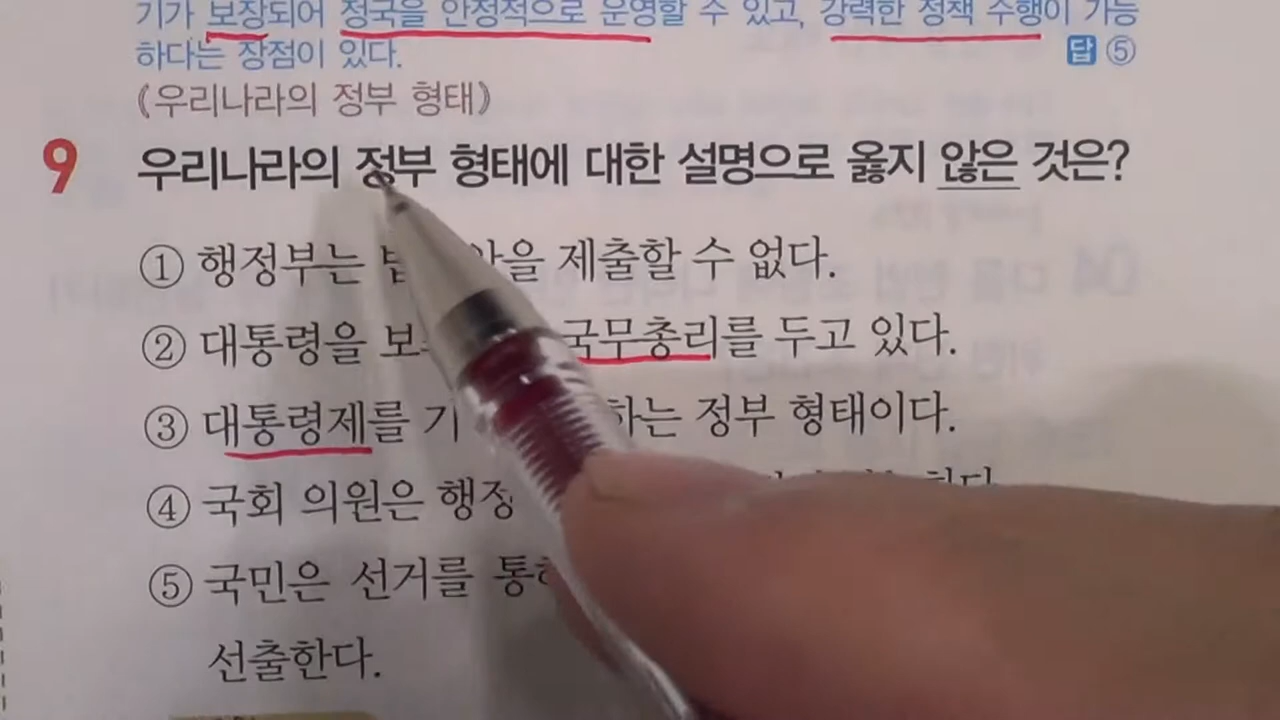 기가 보장되어 정국을 안정적으로 운영할 수 있고, 강력한 정책 수행이 가능
하다는 장점이 있다. 답 ⑤
《우리나라의 정부 형태》
9 우리나라의 정부 형태에 대한 설명으로 옳지 않은 것은?
① 행정부는 제출할 수 없다.
② 대통령을 국무총리를 두고 있다.
③ 대통령제를 하는 정부 형태이다.
④ 국회 의원은
⑤ 국민은 선거를
선출한다.